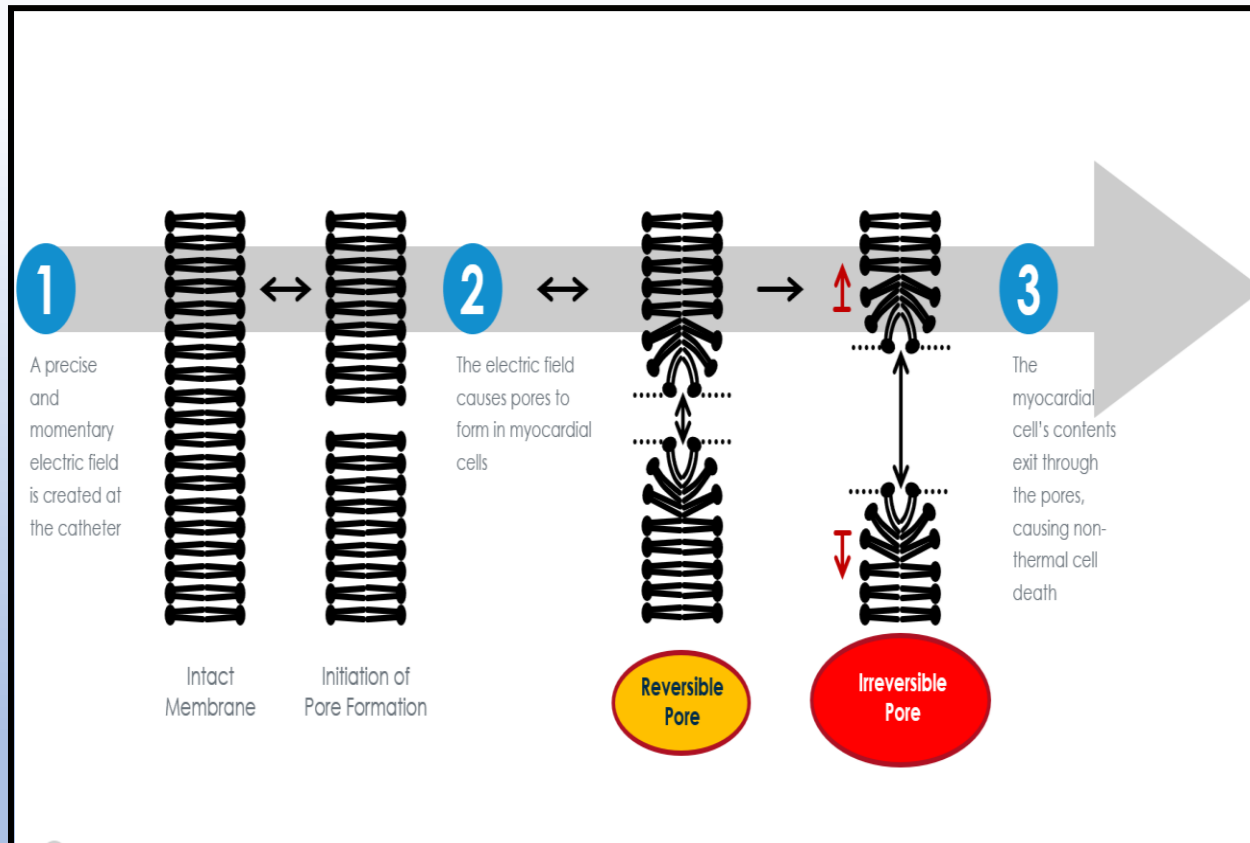 1
A precise
and
momentary
electric field
is created at
the catheter
Intact
Membrane
Initiation of
Pore Formation
2
The electric field
causes pores to
form in myocardial
cells
Reversible
Pore
Irreversible
Pore
3
The
myocardial
cell's contents
exit through
the pores,
causing non-
thermal cell
death